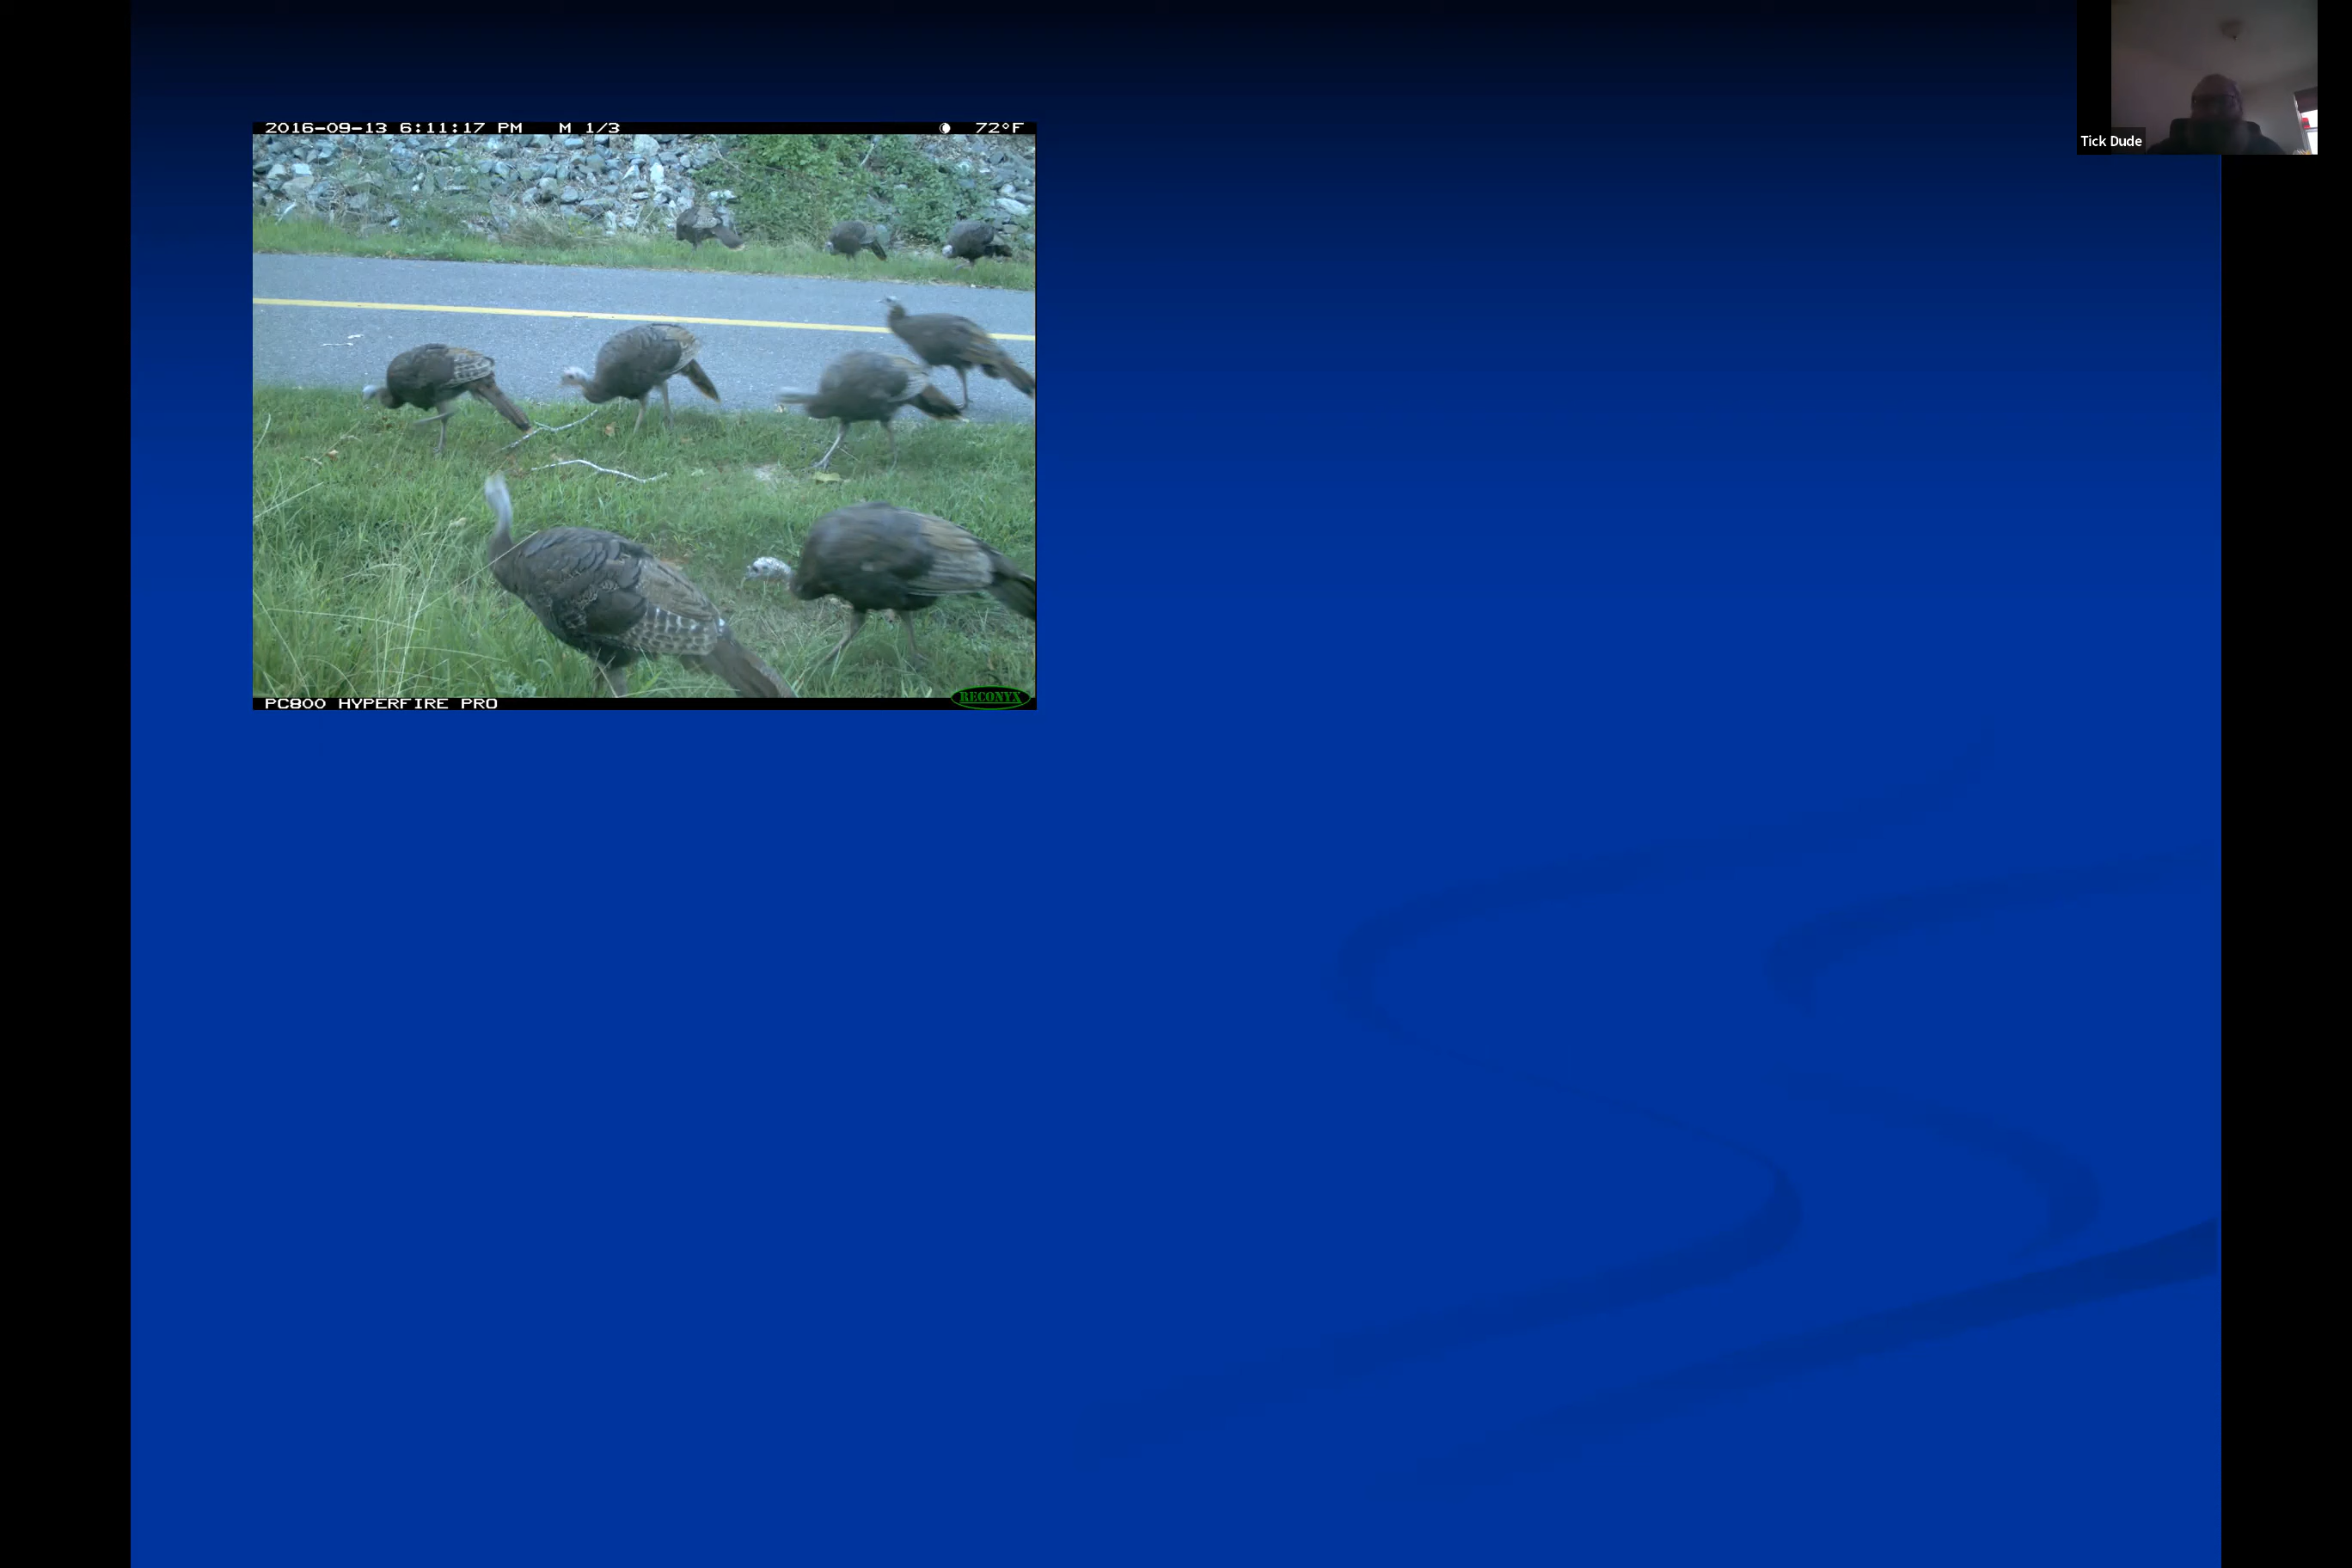 2016-09-13 6:11:17 PM M 1/3 72°F
Tick Dude
PC800 HYPERFIRE PRO
RECONYX